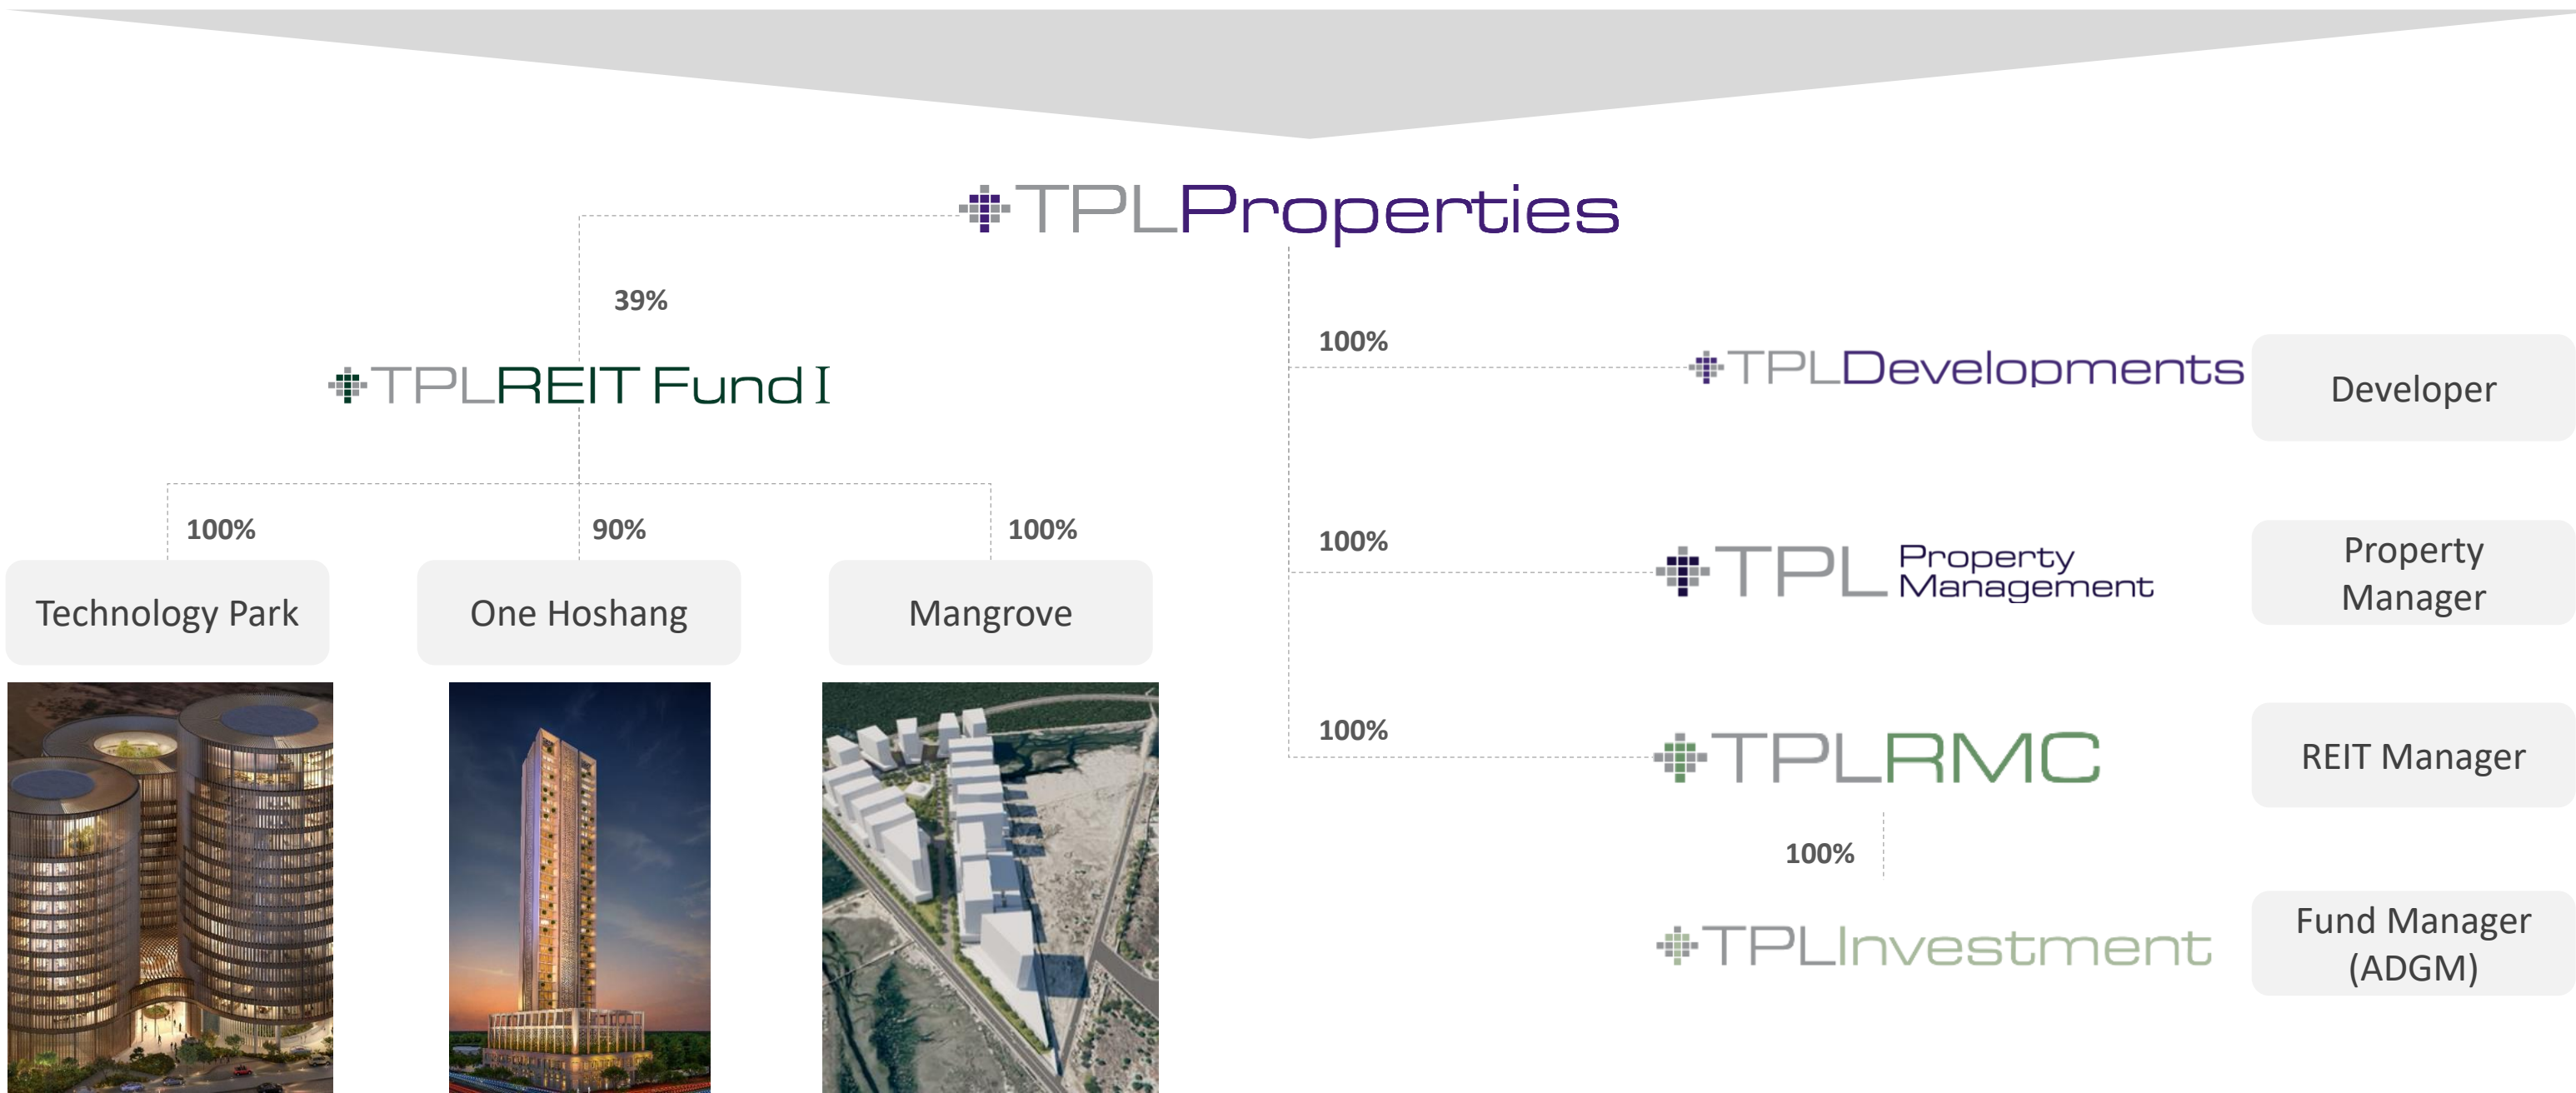 TPLProperties
39%
TPLREIT Fund I
100%
90%
100%
Technology Park
One Hoshang
Mangrove
100%
TPLDevelopments
Developer
100%
TPL Property
Management
Property
Manager
100%
TPLRMC
REIT Manager
100%
TPLInvestment
Fund Manager
(ADGM)